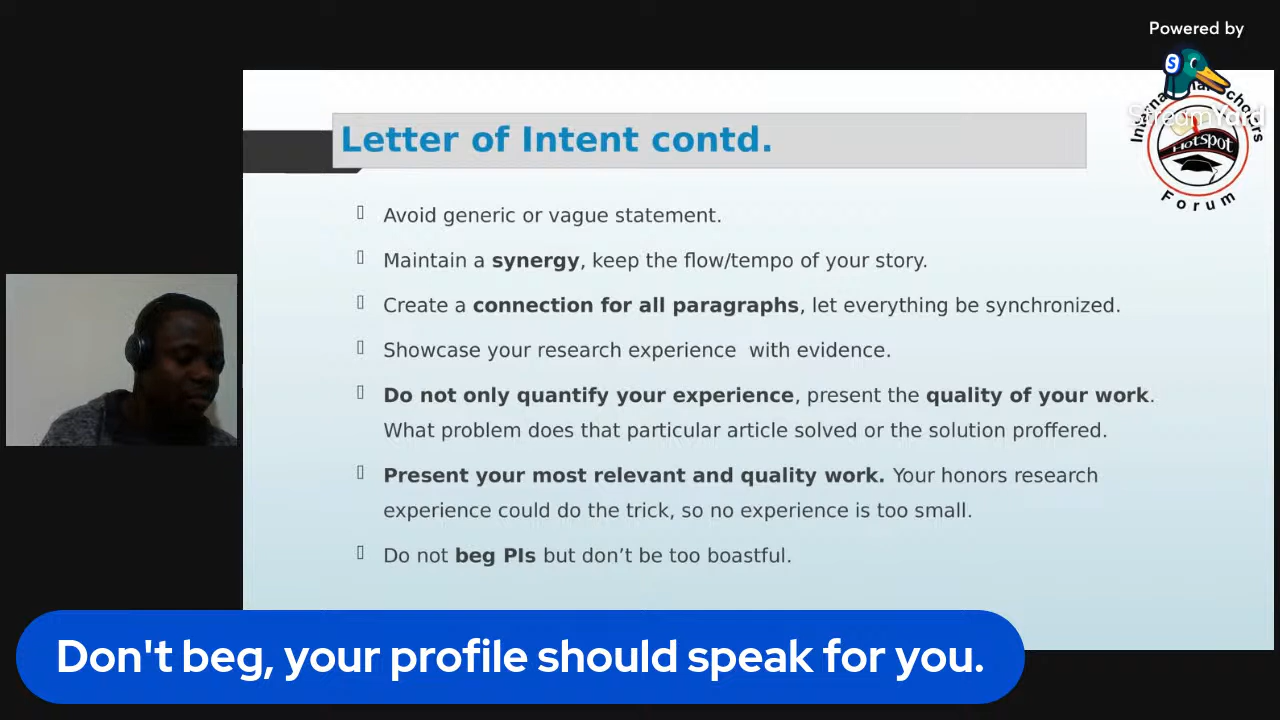 Powered by
StreamYard
International Schoolers
HotSpot
Forum
Letter of Intent contd.
Avoid generic or vague statement.
Maintain a synergy, keep the flow/tempo of your story.
Create a connection for all paragraphs, let everything be synchronized.
Showcase your research experience  with evidence.
Do not only quantify your experience, present the quality of your work.
What problem does that particular article solved or the solution proffered.
Present your most relevant and quality work. Your honors research
experience could do the trick, so no experience is too small.
Do not beg PIs but don’t be too boastful.
Don't beg, your profile should speak for you.